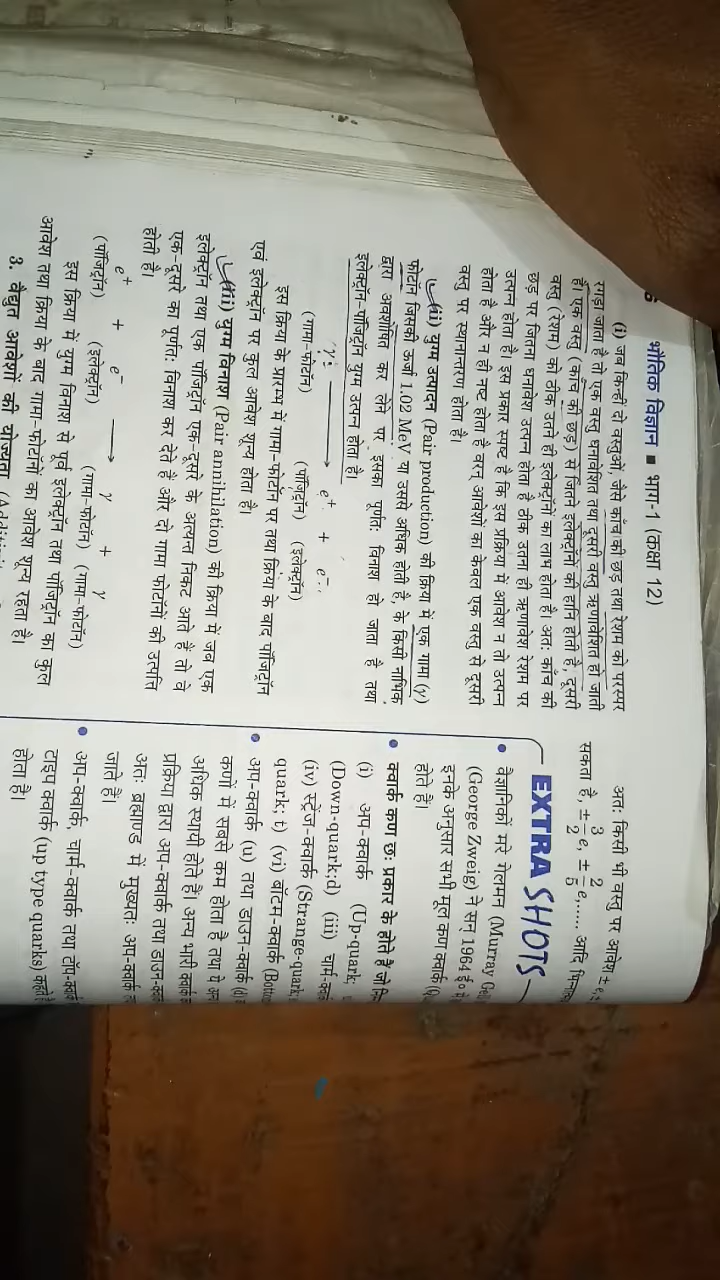 भौतिक विज्ञान ■ भाग-1 (कक्षा 12)
(i) जब किन्हीं दो वस्तुओं, जैसे काँच की छड़ तथा रेशम को परस्पर
रगड़ा जाता है तो एक वस्तु धनावेशित तथा दूसरी वस्तु ऋणावेशित हो जाती
है। एक वस्तु (काँच की छड़) से जितने इलेक्ट्रॉनों की हानि होती है, दूसरी
वस्तु (रेशम) को ठीक उतने ही इलेक्ट्रॉनों का लाभ होता है। अतः काँच की
छड़ पर जितना धनावेश उत्पन्न होता है ठीक उतना ही ऋणावेश रेशम पर
उत्पन्न होता है। इस प्रकार स्पष्ट है कि इस प्रक्रिया में आवेश न तो उत्पन्न
होता है और न ही नष्ट होता है वरन् आवेशों का केवल एक वस्तु से दूसरी
वस्तु पर स्थानान्तरण होता है।
(ii) युग्म उत्पादन (Pair production) की क्रिया में एक गामा (γ)
फोटॉन जिसकी ऊर्जा 1.02 MeV या उससे अधिक होती है, के किसी नाभिक
द्वारा अवशोषित कर लेने पर इसका पूर्णतः विनाश हो जाता है तथा
इलेक्ट्रॉन-पॉजिट्रॉन युग्म उत्पन्न होता है।
γ ⟶ e⁺ + e⁻
(गामा-फोटॉन) (पॉजिट्रॉन) (इलेक्ट्रॉन)
इस क्रिया के प्रारम्भ में गामा-फोटॉन पर तथा क्रिया के बाद पॉजिट्रॉन
एवं इलेक्ट्रॉन पर कुल आवेश शून्य होता है।
(iii) युग्म विनाश (Pair annihilation) की क्रिया में जब एक
इलेक्ट्रॉन तथा एक पॉजिट्रॉन एक-दूसरे के अत्यन्त निकट आते हैं तो वे
एक-दूसरे का पूर्णतः विनाश कर देते हैं और दो गामा फोटॉनों की उत्पत्ति
होती है।
e⁺ + e⁻ ⟶ γ + γ
(पॉजिट्रॉन) (इलेक्ट्रॉन) (गामा-फोटॉन) (गामा-फोटॉन)
इस क्रिया में युग्म विनाश से पूर्व इलेक्ट्रॉन तथा पॉजिट्रॉन का कुल
आवेश तथा क्रिया के बाद गामा-फोटॉनों का आवेश शून्य रहता है।
3. वैद्युत आवेशों की योज्यता
अतः किसी भी वस्तु पर आवेश ± e,
सकता है, ± 3/2 e, ± 2/5 e,..... आदि
EXTRA SHOTS
• वैज्ञानिकों मरे गेलमन (Murray
(George Zweig) ने सन् 1964 ई० में
इनके अनुसार सभी मूल कण क्वार्क
होते हैं।
• क्वार्क कण छः प्रकार के होते हैं जो
(i) अप-क्वार्क (Up-quark;
(Down-quark;d) (iii) चार्म-
(iv) स्ट्रेंज-क्वार्क (Strange-quark;
quark; t) (vi) बॉटम-क्वार्क
• अप-क्वार्क (u) तथा डाउन-क्वार्क
कणों में सबसे कम होता है तथा ये
अधिक स्थायी होते हैं। अन्य भारी क्वार्क
प्रक्रिया द्वारा अप-क्वार्क तथा डाउन-
अतः ब्रह्माण्ड में मुख्यतः अप-क्वार्क
जाते हैं।
• अप-क्वार्क, चार्म-क्वार्क तथा टॉप-
टाइप क्वार्क (up type quarks)
होता है।